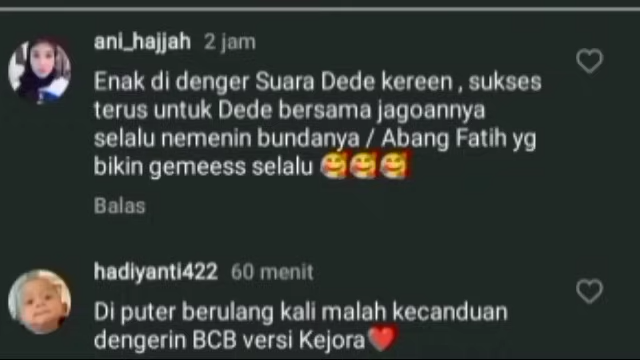 ani_hajjah 2 jam
Enak di denger Suara Dede kereen , sukses
terus untuk Dede bersama jagoannya
selalu nemenin bundanya / Abang Fatih yg
bikin gemeess selalu 🥰🥰🥰
Balas
hadiyanti422 60 menit
Di puter berulang kali malah kecanduan
dengerin BCB versi Kejora❤️